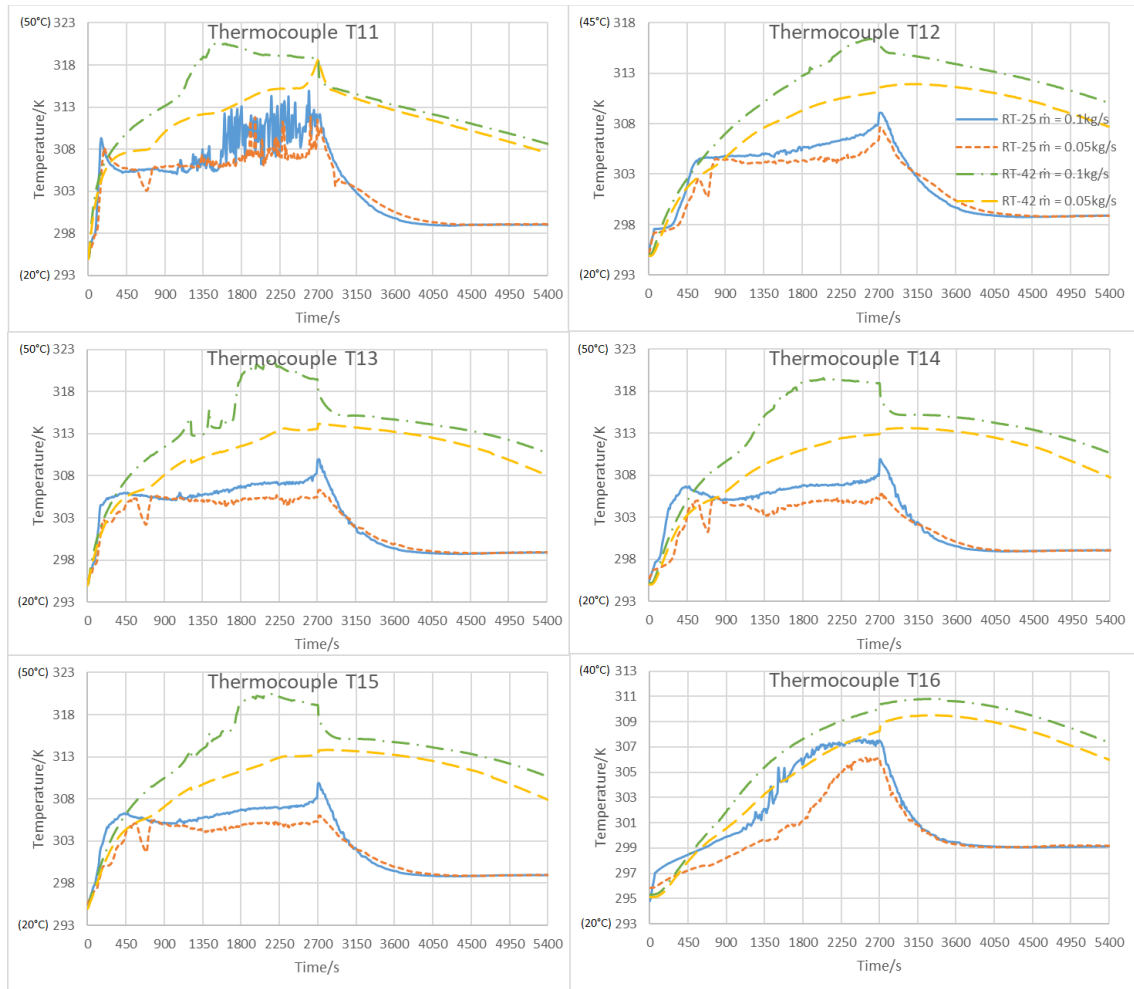 Thermocouple T11
(50°C) 323
318
313
308
303
298
(20°C) 293
Temperature/K
0 450 900 1350 1800 2250 2700 3150 3600 4050 4500 4950 5400
Time/s
Thermocouple T12
(45°C) 318
313
308
303
298
(20°C) 293
Temperature/K
RT-25 ṁ = 0.1kg/s
RT-25 ṁ = 0.05kg/s
RT-42 ṁ = 0.1kg/s
RT-42 ṁ = 0.05kg/s
0 450 900 1350 1800 2250 2700 3150 3600 4050 4500 4950 5400
Time/s
Thermocouple T13
(50°C) 323
318
313
308
303
298
(20°C) 293
Temperature/K
0 450 900 1350 1800 2250 2700 3150 3600 4050 4500 4950 5400
Time/s
Thermocouple T14
(50°C) 323
318
313
308
303
298
(20°C) 293
Temperature/K
0 450 900 1350 1800 2250 2700 3150 3600 4050 4500 4950 5400
Time/s
Thermocouple T15
(50°C) 323
318
313
308
303
298
(20°C) 293
Temperature/K
0 450 900 1350 1800 2250 2700 3150 3600 4050 4500 4950 5400
Time/s
Thermocouple T16
(40°C) 313
311
309
307
305
303
301
299
297
295
(20°C) 293
Temperature/K
0 450 900 1350 1800 2250 2700 3150 3600 4050 4500 4950 5400
Time/s